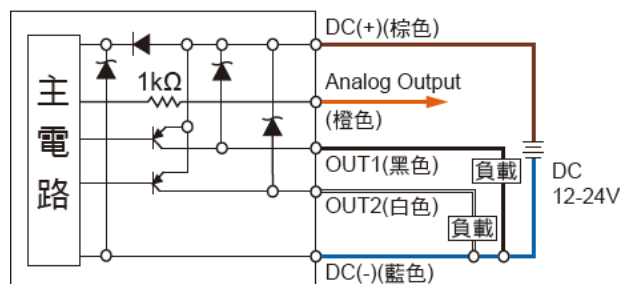 DC(+)(棕色)
主電路
1kΩ
Analog Output
(橙色)
OUT1(黑色)
負載
DC
12-24V
OUT2(白色)
負載
DC(-)(藍色)